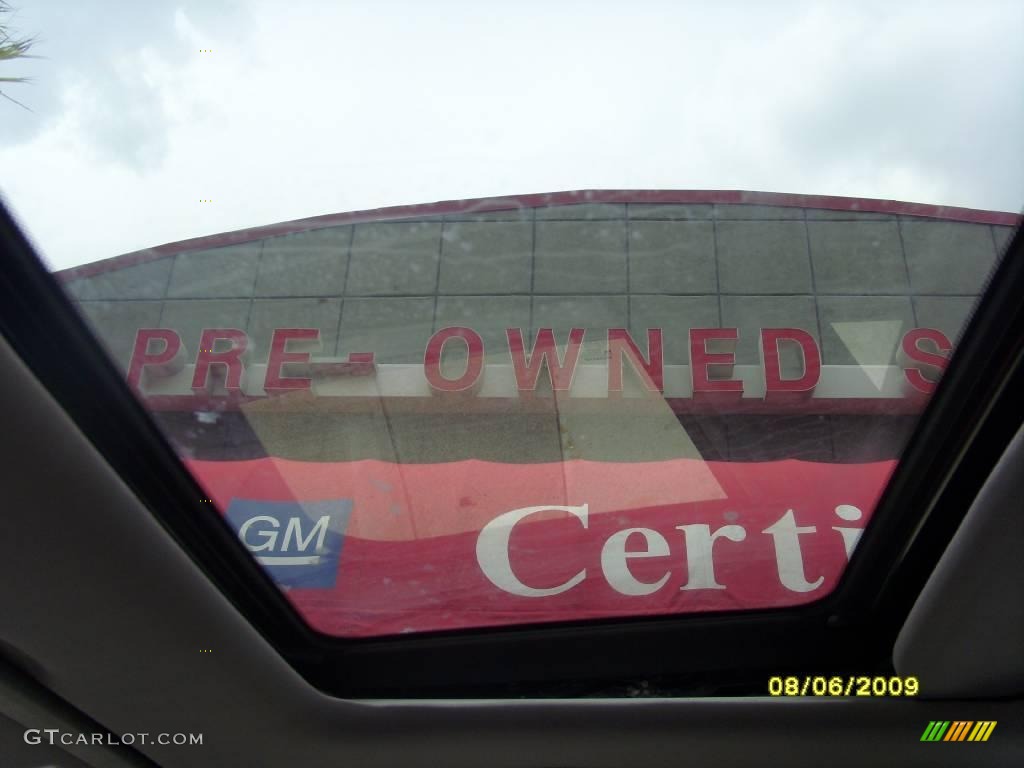 PRE-OWNED S
GM
Certi
08/06/2009
GTCARLOT.COM